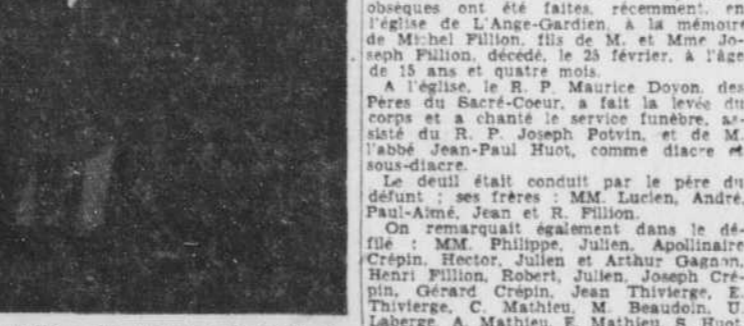 obsèques ont été faites, récemment, en
l'église de L'Ange-Gardien, à la mémoire
de Michel Fillion, fils de M. et Mme Jo-
seph Fillion, décédé, le 25 février, à l'âge
de 15 ans et quatre mois.
A l'église, le R. P. Maurice Doyon, des
Pères du Sacré-Coeur, a fait la levée du
corps et a chanté le service funèbre, as-
sisté du R. P. Joseph Potvin, et de M.
l'abbé Jean-Paul Huot, comme diacre et
sous-diacre.
Le deuil était conduit par le père du
défunt ; ses frères : MM. Lucien, André,
Paul-Aimé, Jean et R. Fillion.
On remarquait également dans le dé-
filé : MM. Philippe, Julien, Apollinaire
Crépin, Hector, Julien et Arthur Gagnon,
Henri Fillion, Robert, Julien, Joseph Cré-
pin, Gérard Crépin, Jean Thivierge, E.
Thivierge, C. Mathieu, M. Beaudoin, U.
Laberge, A. Mathieu, F. Mathieu, S. Huot,